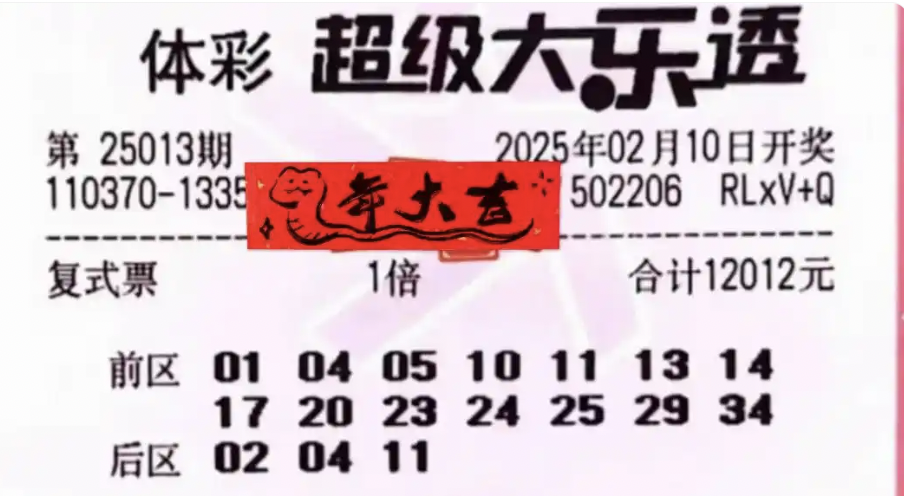 体彩 超级大乐透
第 25013期 2025年02月10日开奖
110370-1335 502206 RLxV+Q
年大吉
复式票 1倍 合计12012元
前区 01 04 05 10 11 13 14
17 20 23 24 25 29 34
后区 02 04 11